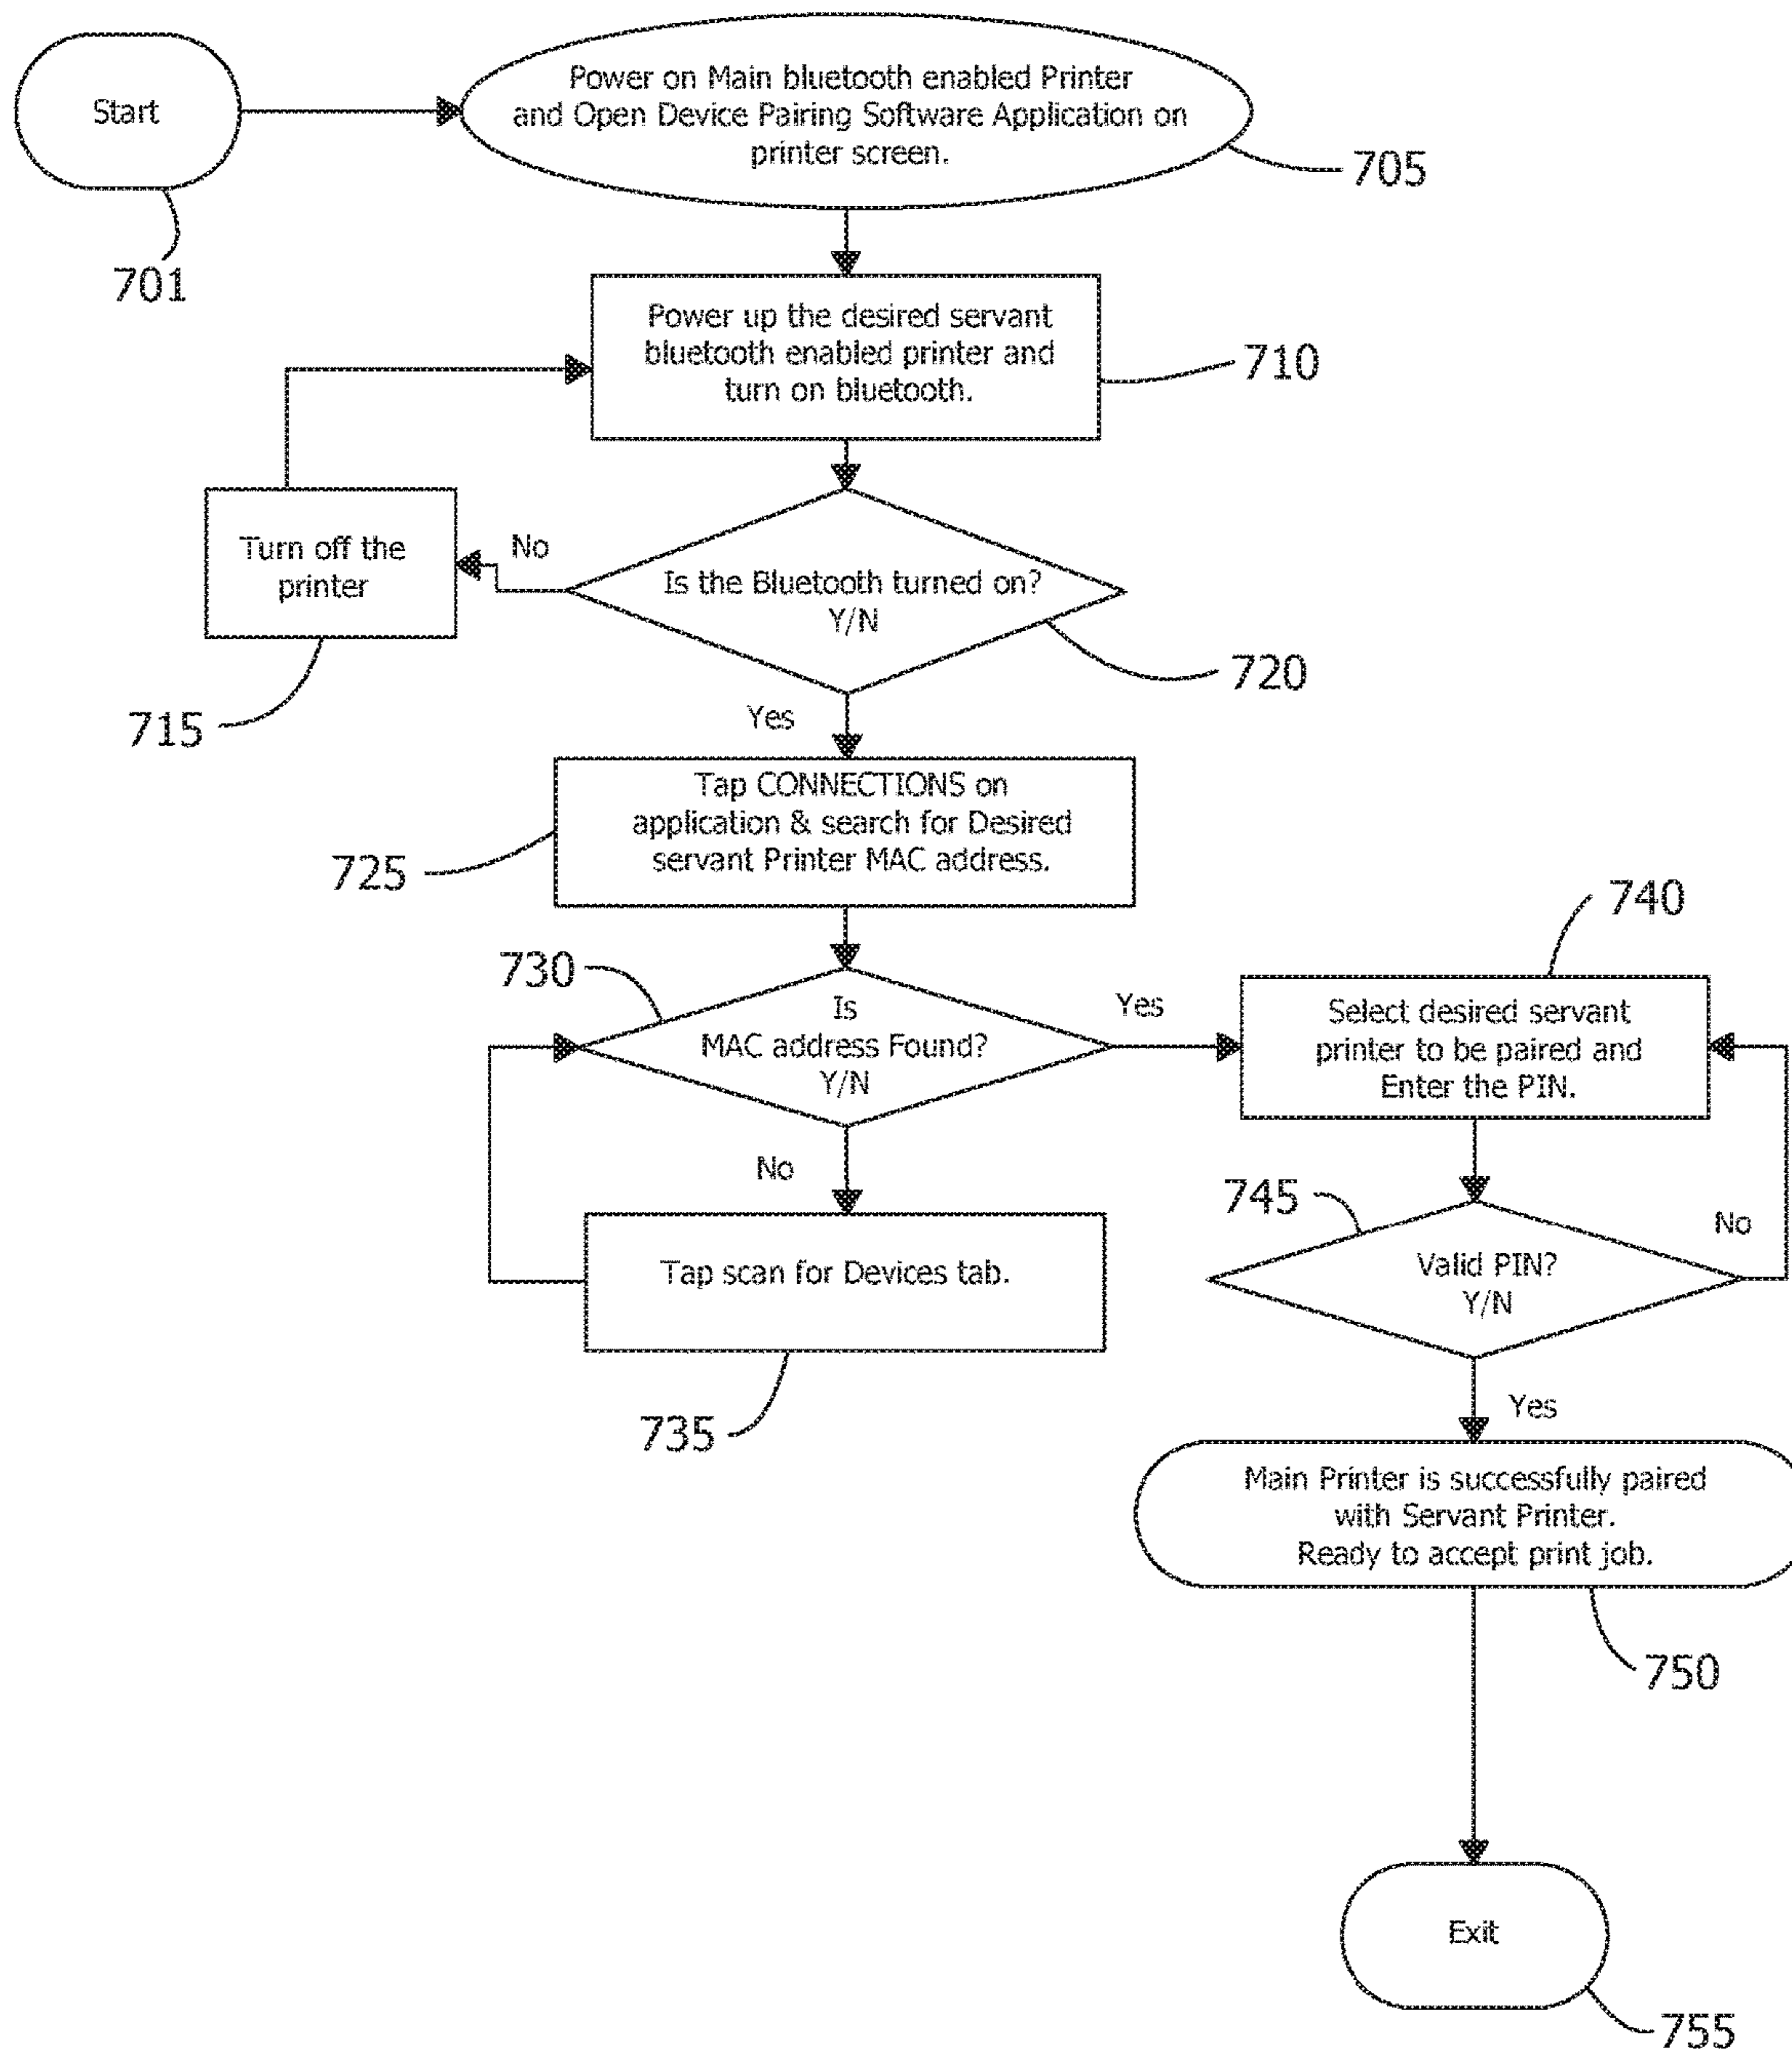 Start
701
Power on Main bluetooth enabled Printer
and Open Device Pairing Software Application on
printer screen.
705
Power up the desired servant
bluetooth enabled printer and
turn on bluetooth.
710
Turn off the
printer
715
No
Is the Bluetooth turned on?
Y/N
720
Yes
Tap CONNECTIONS on
application & search for Desired
servant Printer MAC address.
725
730
Is
MAC address Found?
Y/N
Yes
No
Tap scan for Devices tab.
735
740
Select desired servant
printer to be paired and
Enter the PIN.
745
Valid PIN?
Y/N
No
Yes
Main Printer is successfully paired
with Servant Printer.
Ready to accept print job.
750
Exit
755